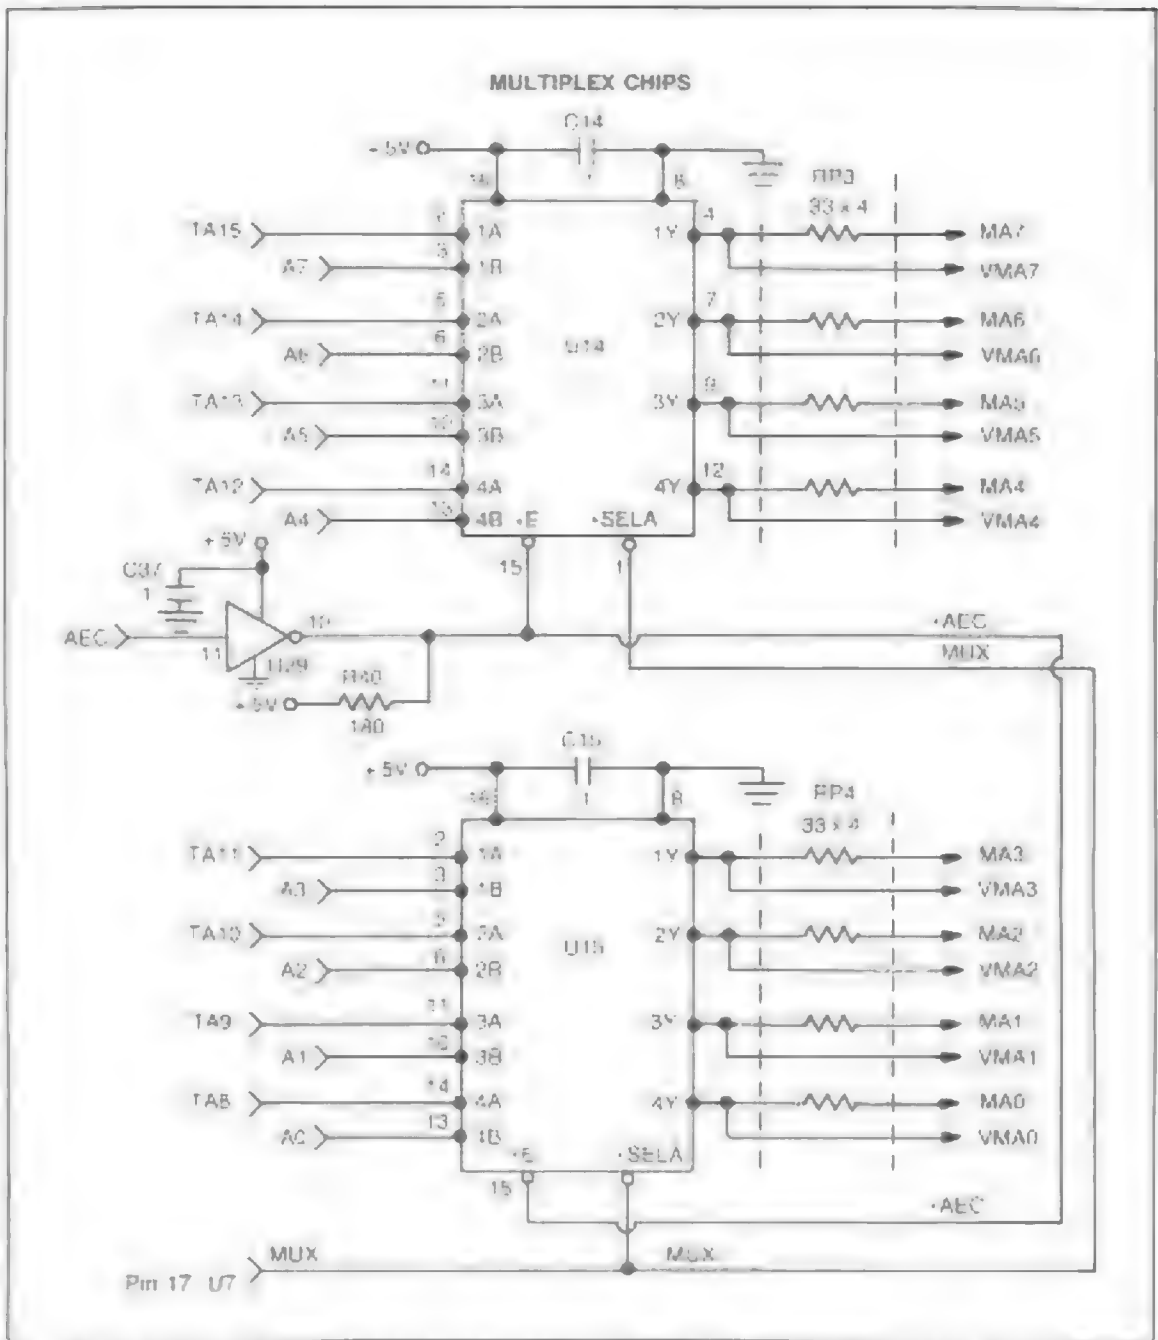 MULTIPLEX CHIPS
C14
+5V
16
8
RP3
33 x 4
TA15
2
1A
1Y
4
MA7
A7
3
1B
VMA7
TA14
5
2A
2Y
7
MA6
A6
6
2B
U14
VMA6
TA13
11
3A
3Y
9
MA5
A5
10
3B
VMA5
TA12
14
4A
4Y
12
MA4
A4
13
4B
VMA4
•E
•SELA
15
1
+5V
C37
1
AEC
11
10
U29
•AEC
MUX
R40
+5V
180
C15
+5V
1
16
8
RP4
33 x 4
TA11
2
1A
1Y
MA3
A3
3
1B
VMA3
TA10
5
2A
2Y
MA2
A2
6
2B
U15
VMA2
TA9
11
3A
3Y
MA1
A1
10
3B
VMA1
TA8
14
4A
4Y
MA0
A0
13
4B
VMA0
•E
•SELA
15
•AEC
MUX
MUX
Pin 17 U7